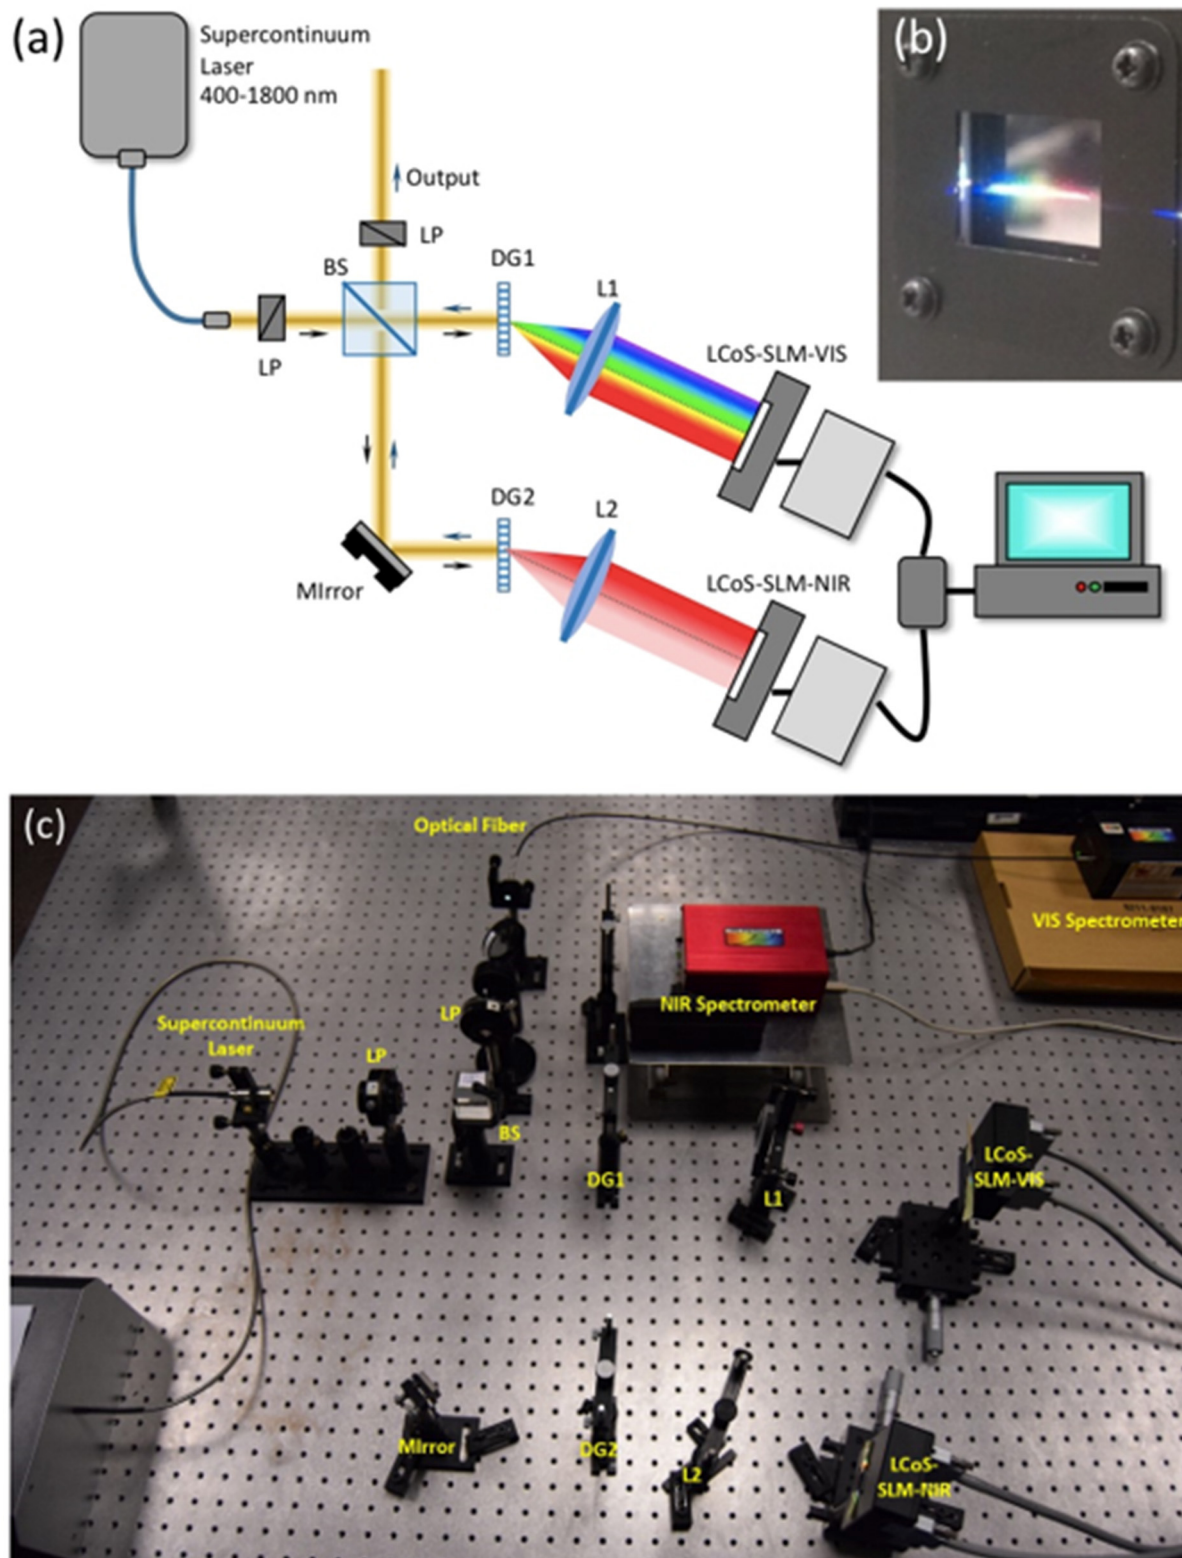 (a)
Supercontinuum
Laser
400-1800 nm
(b)
Output
LP
BS
DG1
L1
LP
LCoS-SLM-VIS
DG2
L2
MIrror
LCoS-SLM-NIR
(c)
Optical Fiber
VIS Spectrometer
NIR Spectrometer
LP
Supercontinuum
Laser
LP
BS
DG1
L1
LCoS-
SLM-VIS
MIrror
DG2
L2
LCoS-
SLM-NIR